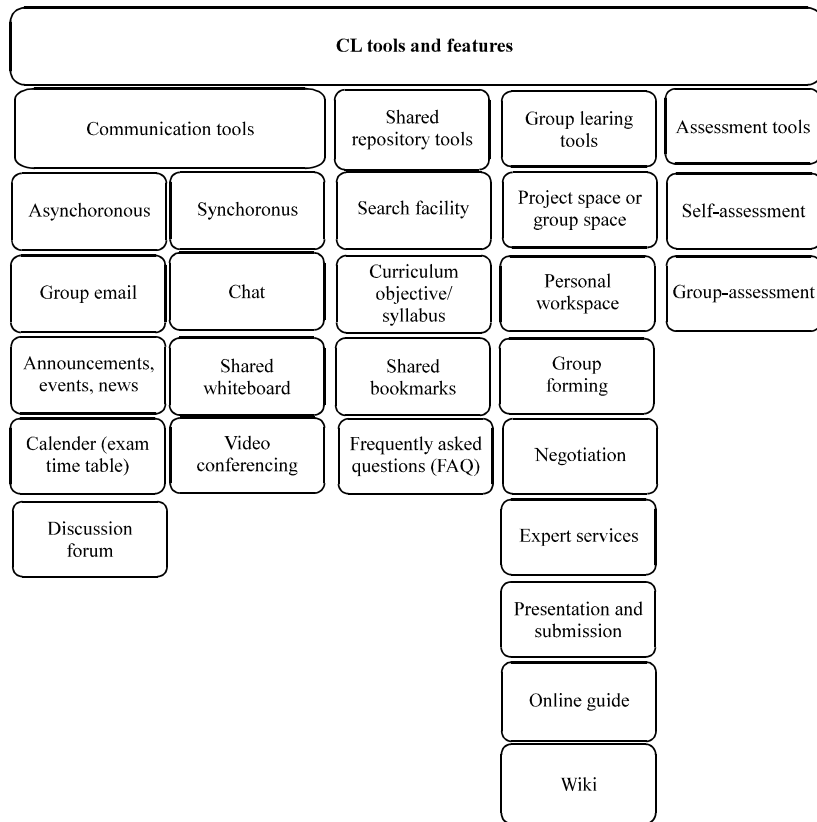 CL tools and features
Communication tools
Shared
repository tools
Group learing
tools
Assessment tools
Asynchoronous
Synchoronus
Search facility
Project space or
group space
Self-assessment
Group email
Chat
Curriculum
objective/
syllabus
Personal
workspace
Group-assessment
Announcements,
events, news
Shared
whiteboard
Shared
bookmarks
Group
forming
Calender (exam
time table)
Video
conferencing
Frequently asked
questions (FAQ)
Negotiation
Discussion
forum
Expert services
Presentation and
submission
Online guide
Wiki